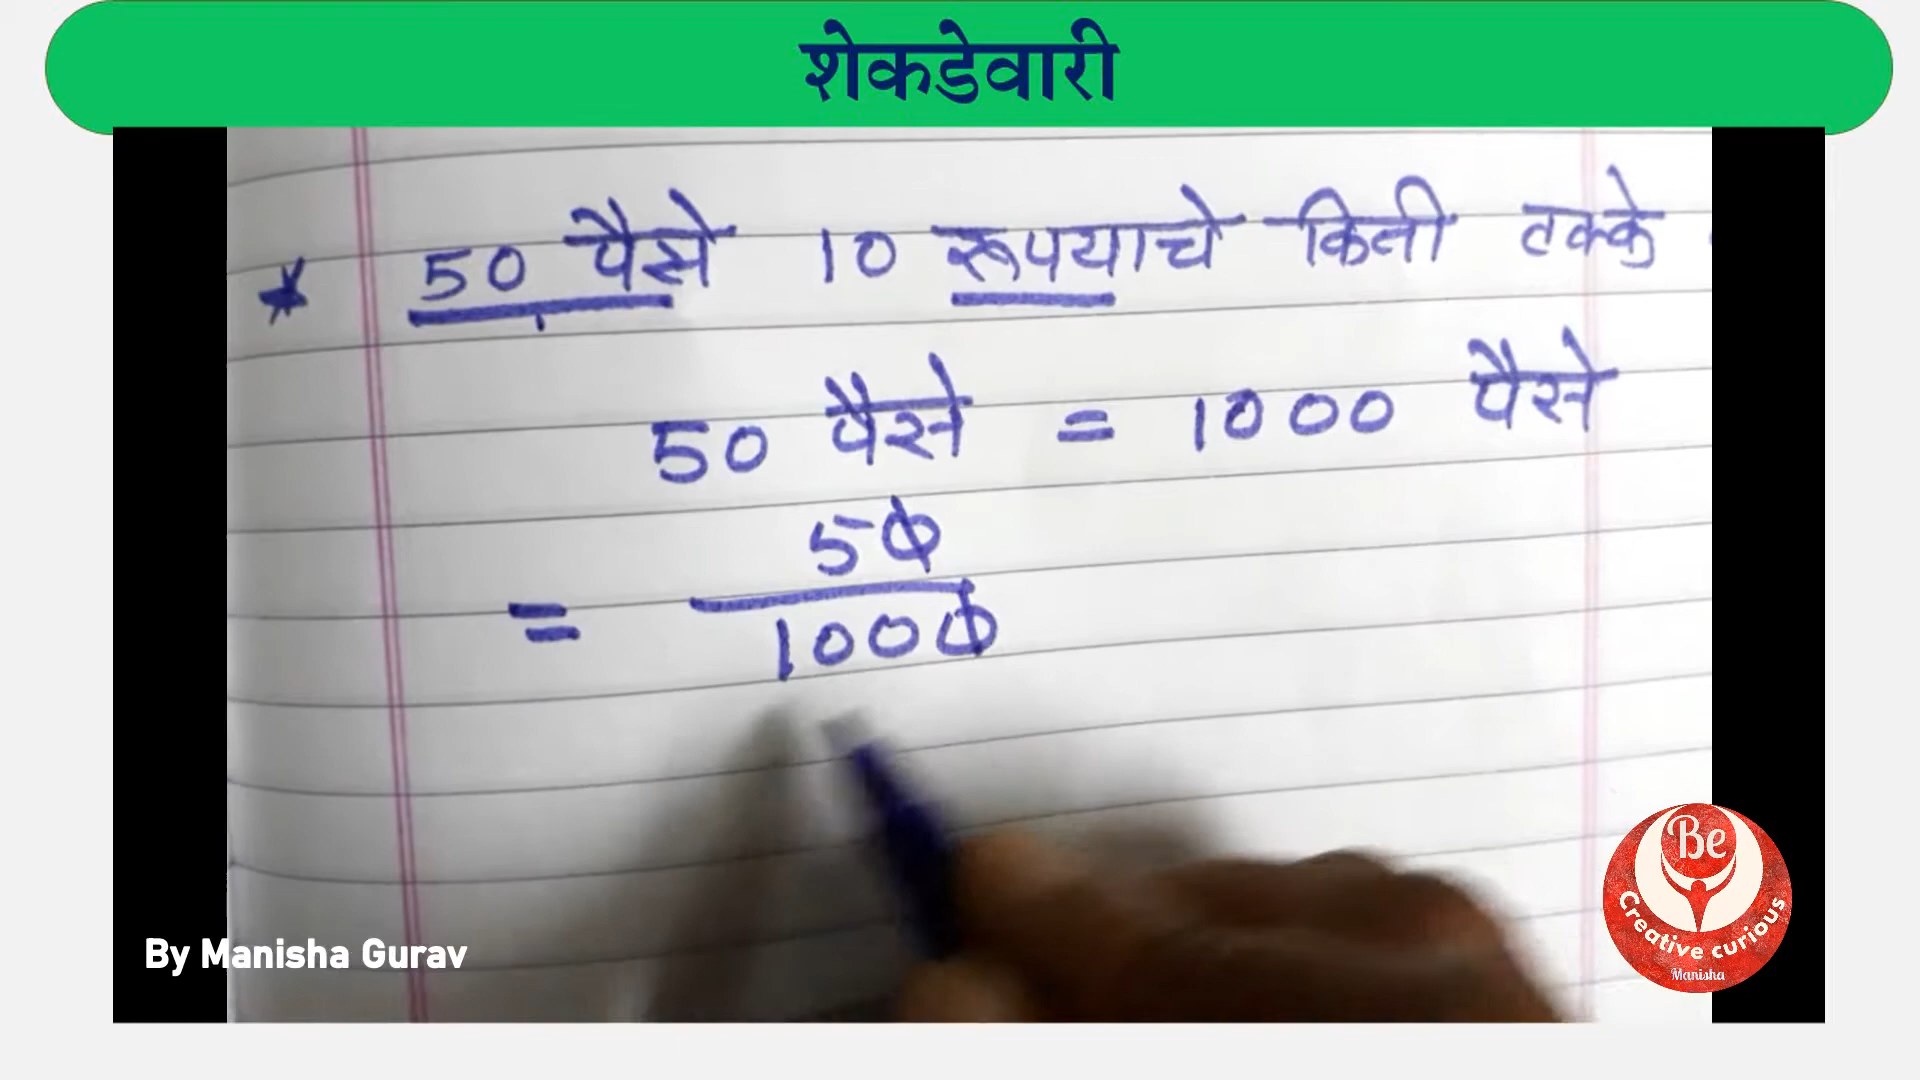 शेकडेवारी
* 50 पैसे 10 रूपयाचे किती टक्के
50 पैसे = 1000 पैसे
= 50
1000
By Manisha Gurav
Be
Creative curious
Manisha